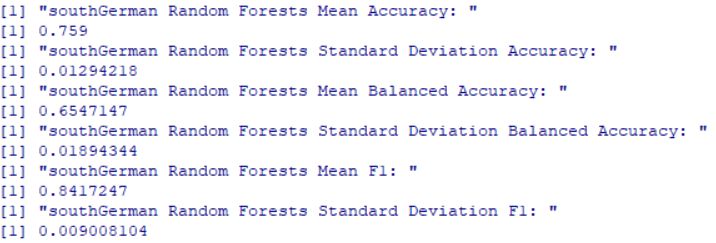 [1] "southGerman Random Forests Mean Accuracy: "
[1] 0.759
[1] "southGerman Random Forests Standard Deviation Accuracy: "
[1] 0.01294218
[1] "southGerman Random Forests Mean Balanced Accuracy: "
[1] 0.6547147
[1] "southGerman Random Forests Standard Deviation Balanced Accuracy: "
[1] 0.01894344
[1] "southGerman Random Forests Mean F1: "
[1] 0.8417247
[1] "southGerman Random Forests Standard Deviation F1: "
[1] 0.009008104